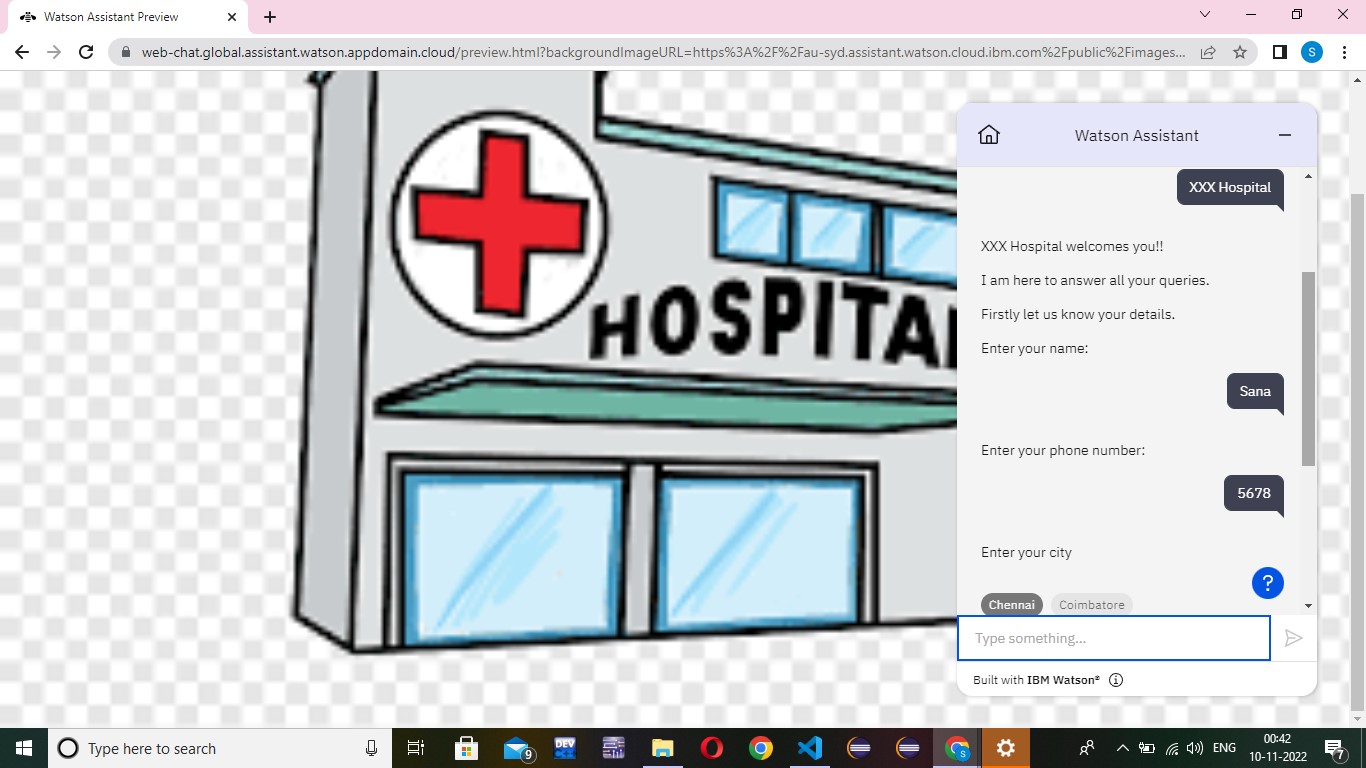 Watson Assistant Preview
web-chat.global.assistant.watson.appdomain.cloud/preview.html?backgroundImageURL=https%3A%2F%2Fau-syd.assistant.watson.cloud.ibm.com%2Fpublic%2Fimages...
S
HOSPITAL
Watson Assistant
XXX Hospital
XXX Hospital welcomes you!!
I am here to answer all your queries.
Firstly let us know your details.
Enter your name:
Sana
Enter your phone number:
5678
Enter your city
?
Chennai Coimbatore
Type something...
Built with IBM Watson®
Type here to search
9
DEV
C++
S
ENG
00:42
10-11-2022
7